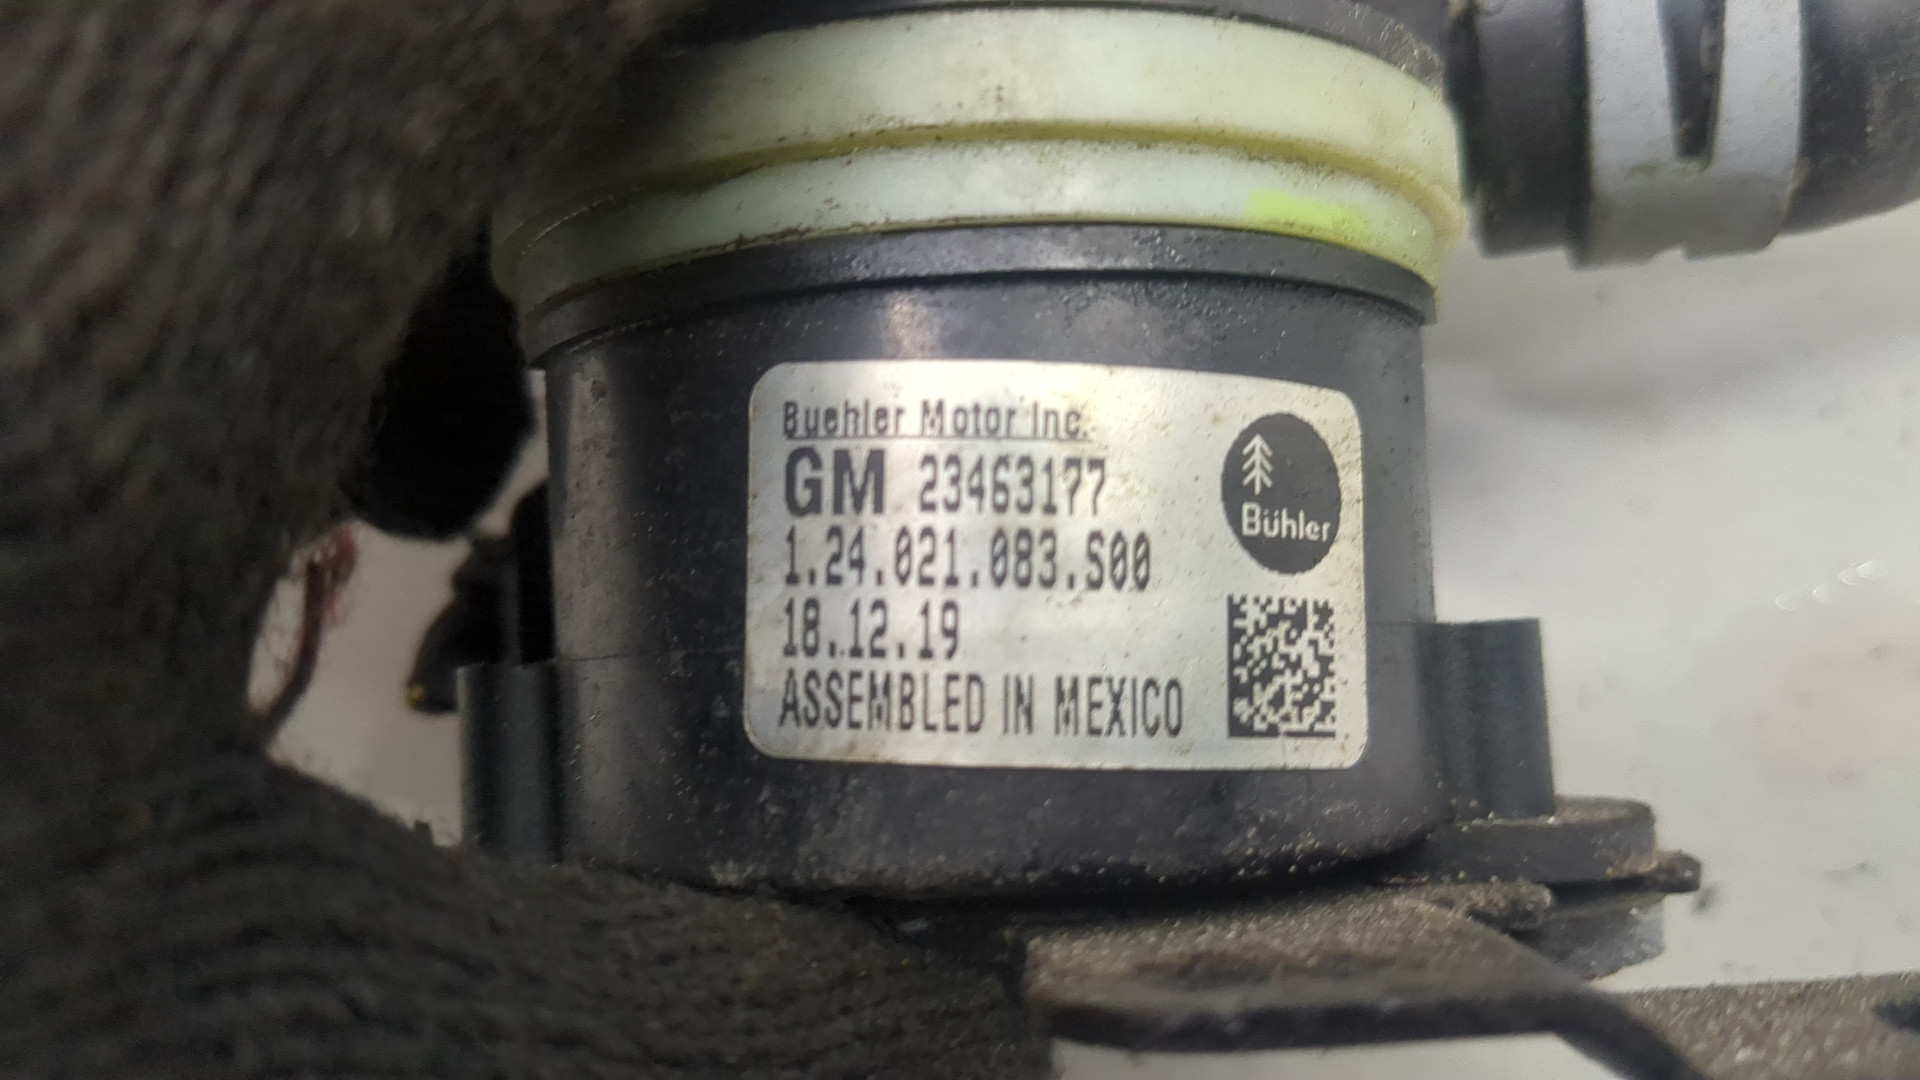 Buehler Motor Inc.
GM 23463177
1.24.021.083.S00
18.12.19
ASSEMBLED IN MEXICO
Bühler